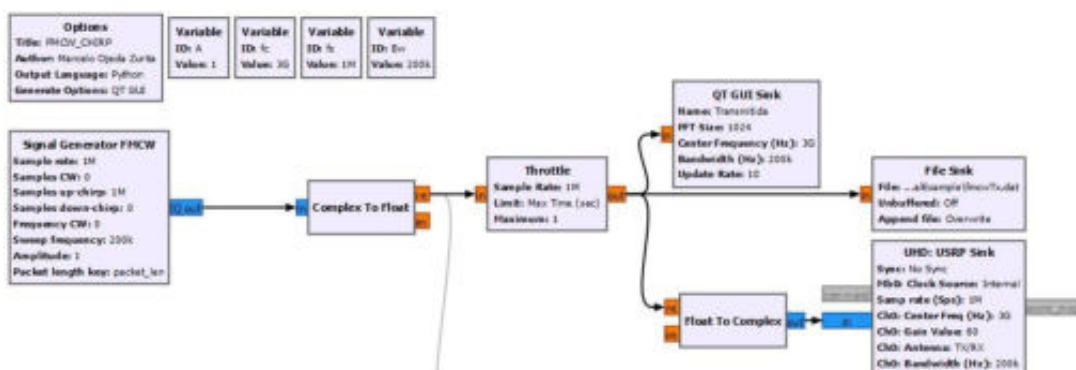 Options
Title: FMCW_CHIRP
Author: Marcelo Ojeda Zurita
Output Language: Python
Generate Options: QT GUI
Variable
ID: A
Value: 1
Variable
ID: fc
Value: 3G
Variable
ID: fs
Value: 1M
Variable
ID: Bw
Value: 200k
Signal Generator FMCW
Sample rate: 1M
Samples CW: 0
Samples up-chirp: 1M
Samples down-chirp: 0
Frequency CW: 0
Sweep frequency: 200k
Amplitude: 1
Packet length key: packet_len
IQ out
in
Complex To Float
re
im
in
Throttle
Sample Rate: 1M
Limit: Max Time (sec)
Maximum: 1
out
in
QT GUI Sink
Name: Transmitida
FFT Size: 1024
Center Frequency (Hz): 3G
Bandwidth (Hz): 200k
Update Rate: 10
in
File Sink
Unbuffered: Off
Append file: Overwrite
re
im
Float To Complex
out
in
UHD: USRP Sink
Sync: No Sync
Mb0: Clock Source: Internal
Samp rate (Sps): 1M
Ch0: Center Freq (Hz): 3G
Ch0: Gain Value: 60
Ch0: Antenna: TX/RX
Ch0: Bandwidth (Hz): 200k